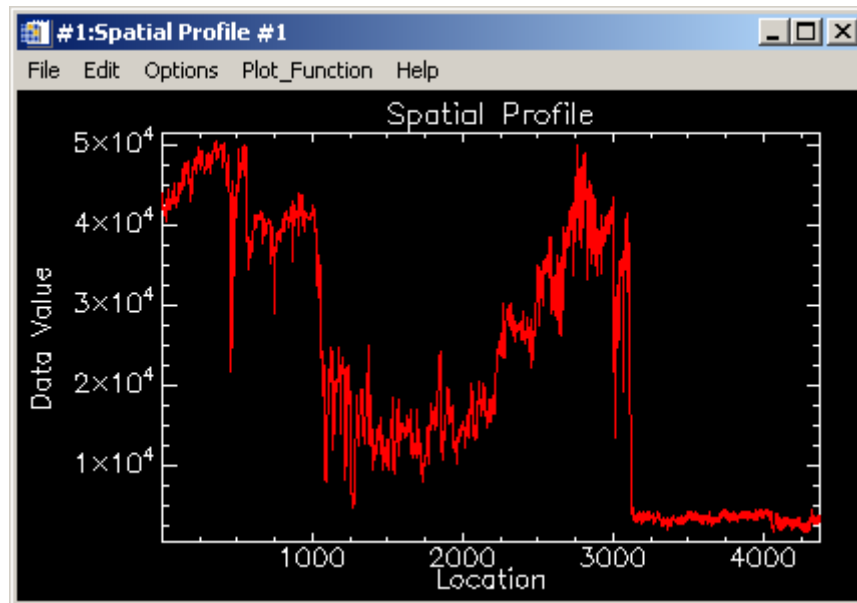 #1:Spatial Profile #1
File Edit Options Plot_Function Help
Spatial Profile
5×10⁴
4×10⁴
3×10⁴
2×10⁴
1×10⁴
Data Value
1000 2000 3000 4000
Location